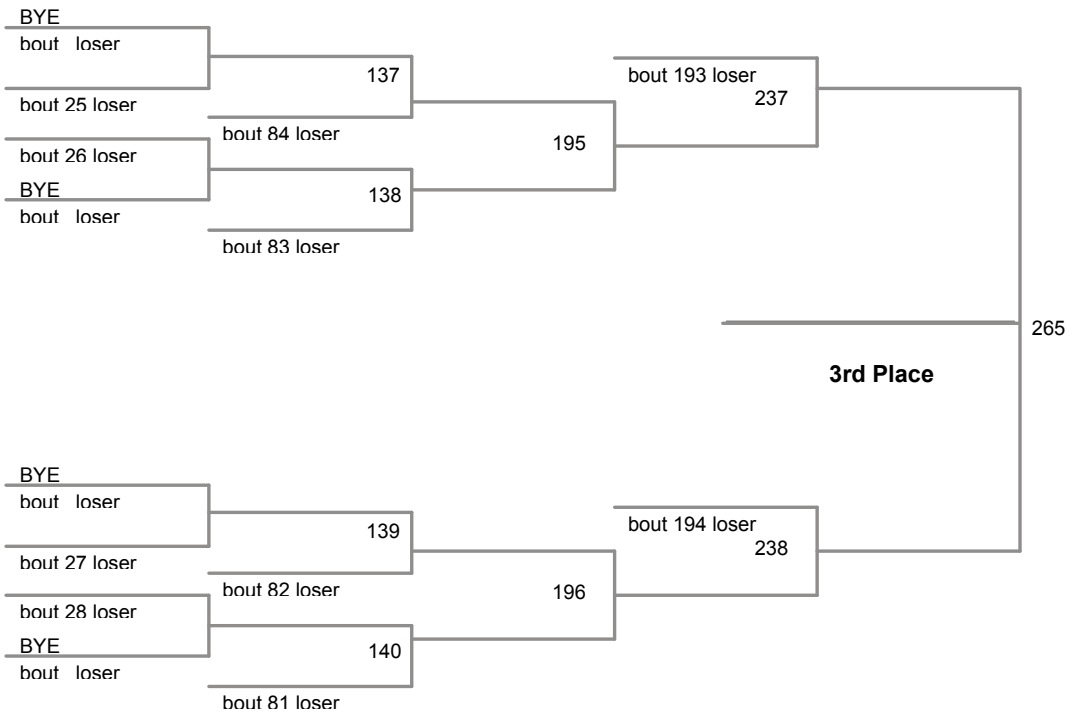 BYE
bout loser
137
bout 193 loser
237
bout 25 loser
bout 84 loser
195
bout 26 loser
BYE
138
bout loser
bout 83 loser
265
3rd Place
BYE
bout loser
139
bout 194 loser
238
bout 27 loser
bout 82 loser
196
bout 28 loser
BYE
140
bout loser
bout 81 loser